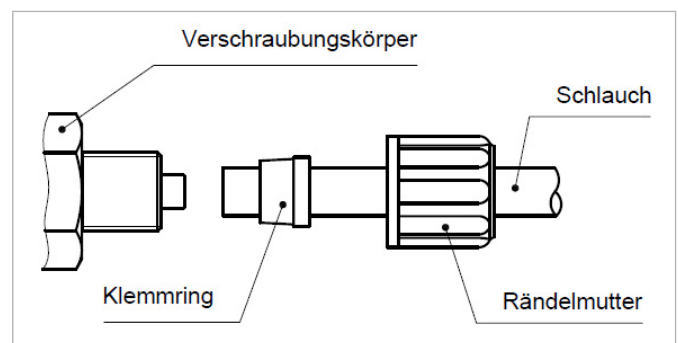 Verschraubungskörper
Schlauch
Klemmring
Rändelmutter